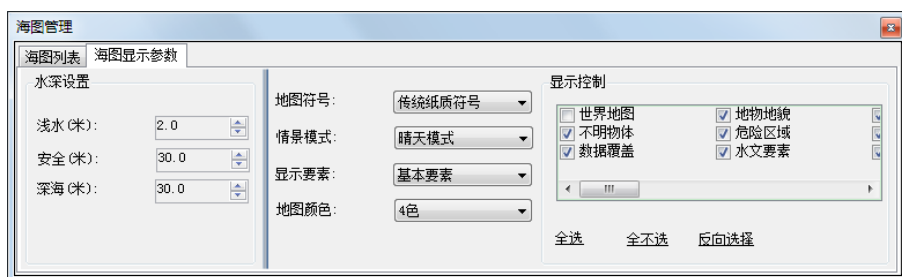 海图管理
海图列表 海图显示参数
水深设置
浅水(米): 2.0
安全(米): 30.0
深海(米): 30.0
地图符号: 传统纸质符号
情景模式: 晴天模式
显示要素: 基本要素
地图颜色: 4色
显示控制
世界地图 地物地貌
不明物体 危险区域
数据覆盖 水文要素
全选 全不选 反向选择